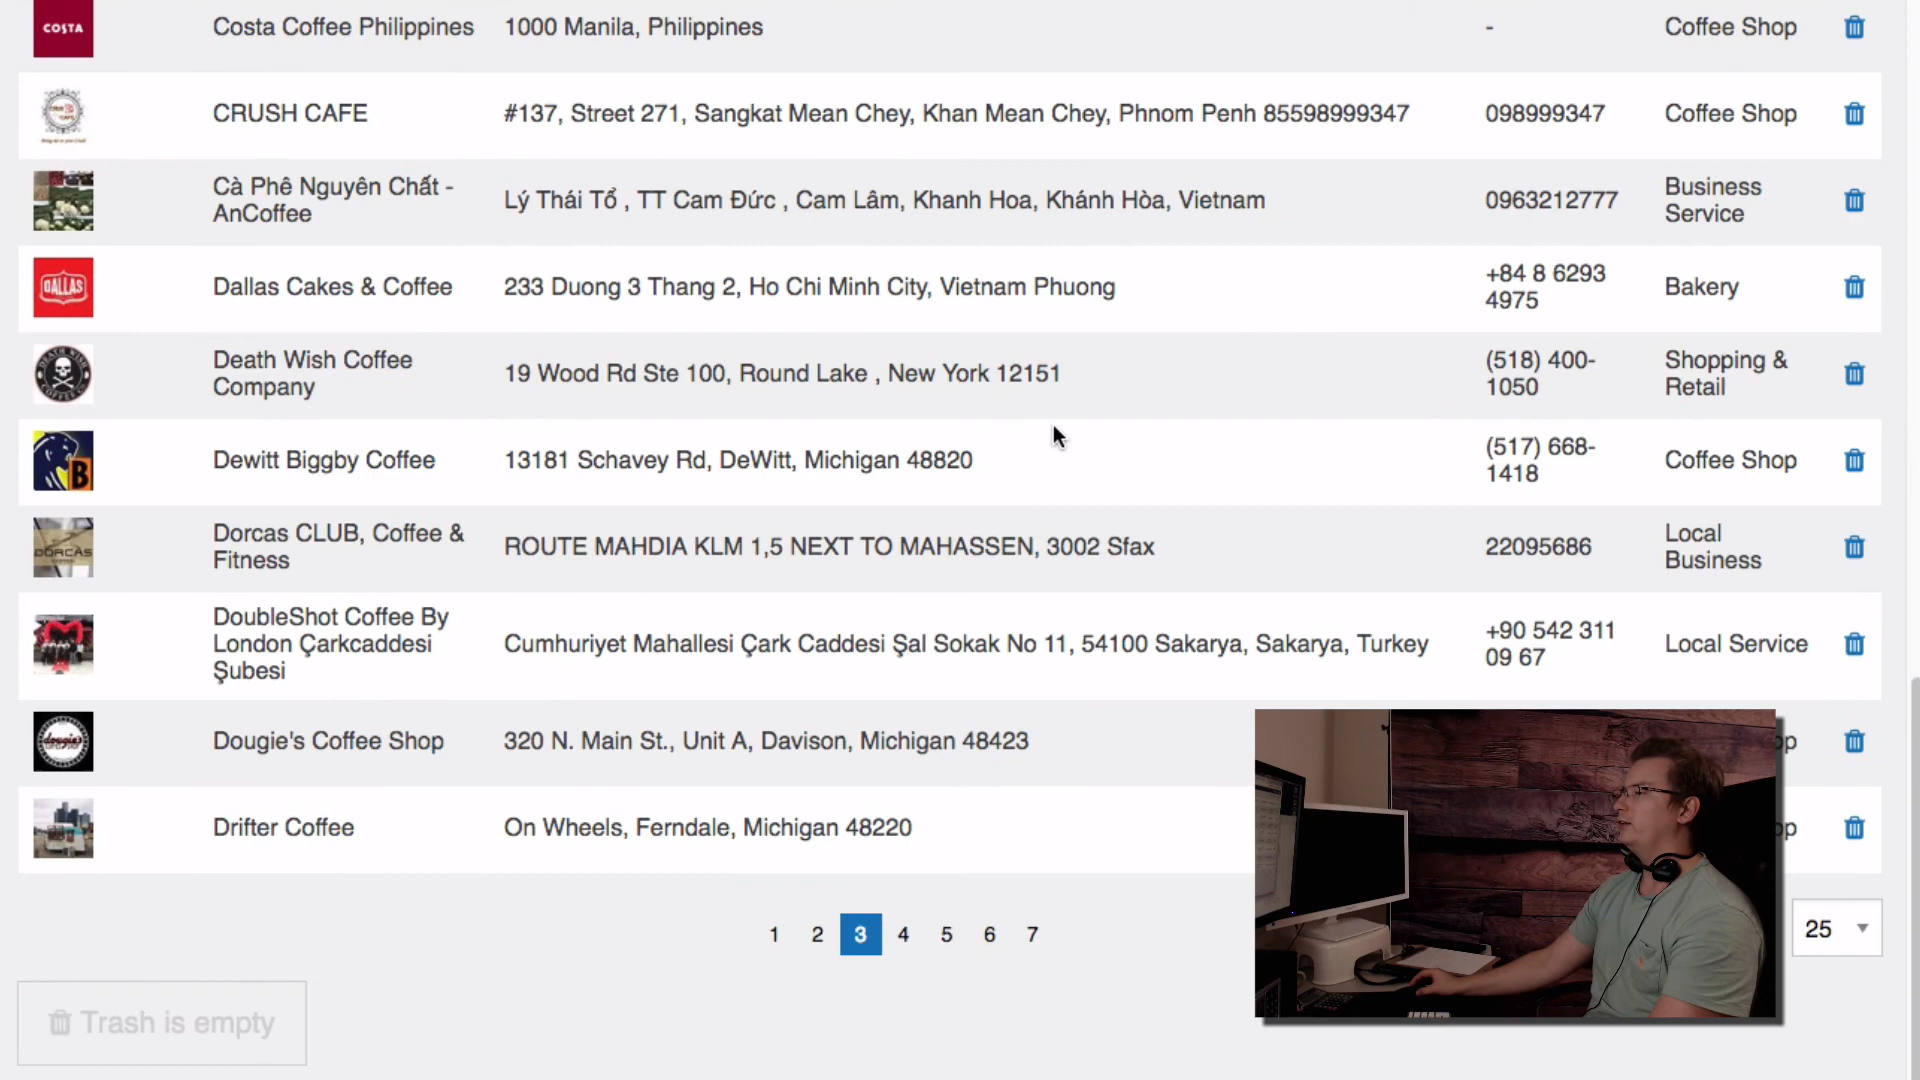 COSTA
Costa Coffee Philippines
1000 Manila, Philippines
-
Coffee Shop
CRUSH CAFE
#137, Street 271, Sangkat Mean Chey, Khan Mean Chey, Phnom Penh 85598999347
098999347
Coffee Shop
Cà Phê Nguyên Chất -
AnCoffee
Lý Thái Tổ , TT Cam Đức , Cam Lâm, Khanh Hoa, Khánh Hòa, Vietnam
0963212777
Business
Service
DALLAS
Dallas Cakes & Coffee
233 Duong 3 Thang 2, Ho Chi Minh City, Vietnam Phuong
+84 8 6293
4975
Bakery
Death Wish Coffee
Company
19 Wood Rd Ste 100, Round Lake , New York 12151
(518) 400-
1050
Shopping &
Retail
B
Dewitt Biggby Coffee
13181 Schavey Rd, DeWitt, Michigan 48820
(517) 668-
1418
Coffee Shop
DORCAS
Dorcas CLUB, Coffee &
Fitness
ROUTE MAHDIA KLM 1,5 NEXT TO MAHASSEN, 3002 Sfax
22095686
Local
Business
DoubleShot Coffee By
London Çarkcaddesi
Şubesi
Cumhuriyet Mahallesi Çark Caddesi Şal Sokak No 11, 54100 Sakarya, Sakarya, Turkey
+90 542 311
09 67
Local Service
dougie's
Dougie's Coffee Shop
320 N. Main St., Unit A, Davison, Michigan 48423
op
Drifter Coffee
On Wheels, Ferndale, Michigan 48220
op
1 2 3 4 5 6 7
25
Trash is empty